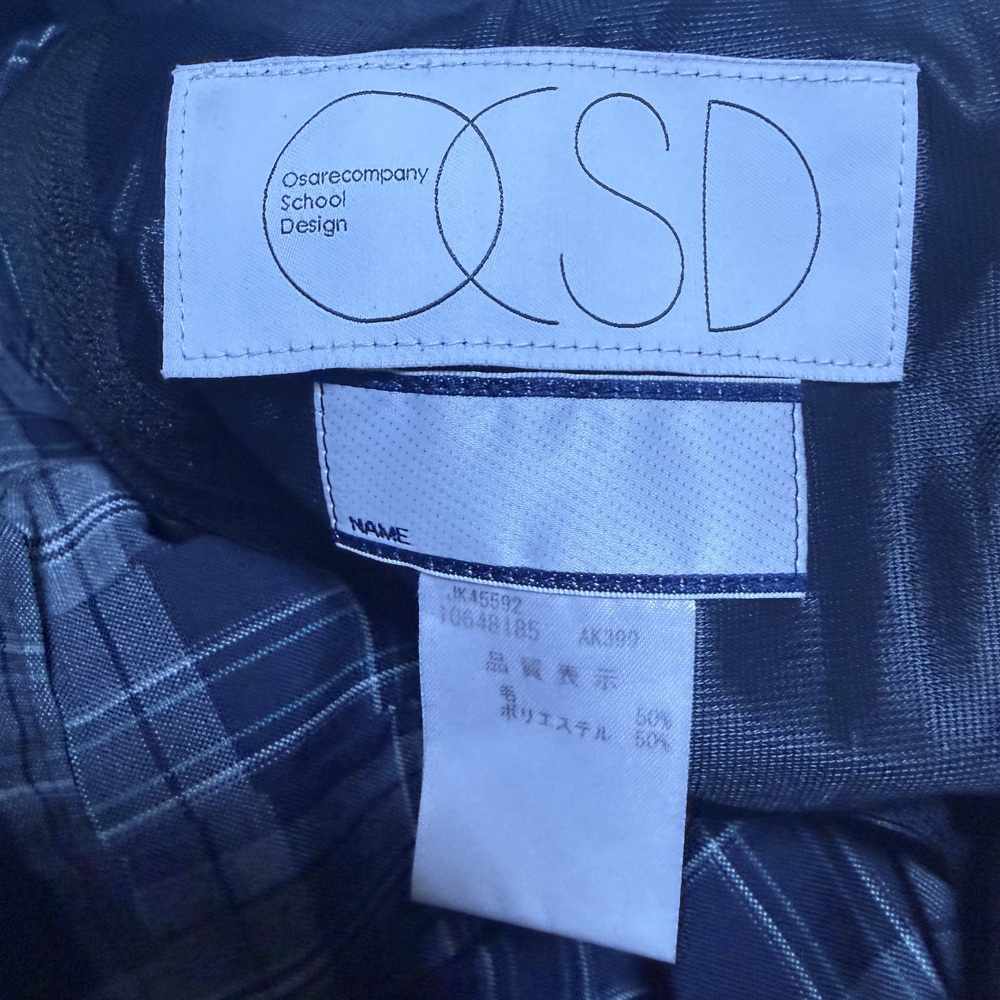 Osarecompany
School
Design
OCSD
NAME
JK45592
10648185 AK399
品質表示
毛 50%
ポリエステル 50%